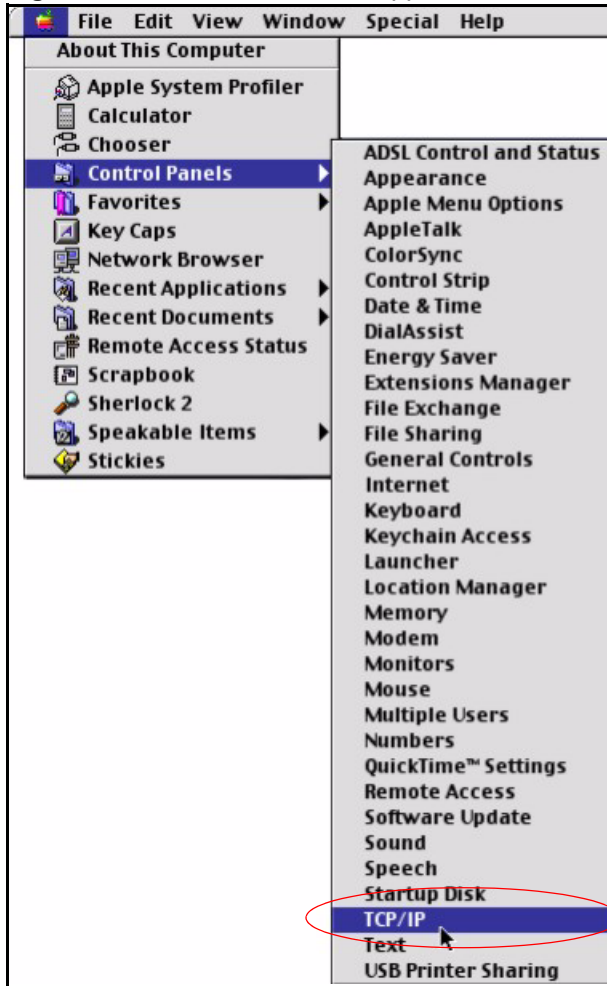 File Edit View Window Special Help
About This Computer
Apple System Profiler
Calculator
Chooser
Control Panels
Favorites
Key Caps
Network Browser
Recent Applications
Recent Documents
Remote Access Status
Scrapbook
Sherlock 2
Speakable Items
Stickies
ADSL Control and Status
Appearance
Apple Menu Options
AppleTalk
ColorSync
Control Strip
Date & Time
DialAssist
Energy Saver
Extensions Manager
File Exchange
File Sharing
General Controls
Internet
Keyboard
Keychain Access
Launcher
Location Manager
Memory
Modem
Monitors
Mouse
Multiple Users
Numbers
QuickTime™ Settings
Remote Access
Software Update
Sound
Speech
Startup Disk
TCP/IP
Text
USB Printer Sharing